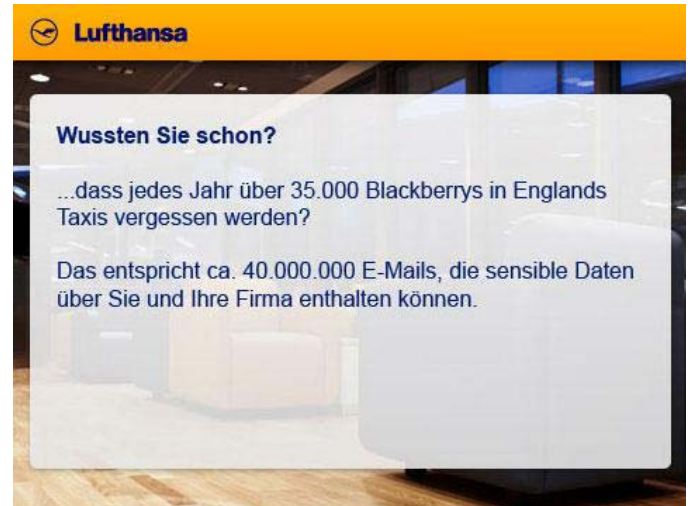 Lufthansa
Wussten Sie schon?
...dass jedes Jahr über 35.000 Blackberrys in Englands
Taxis vergessen werden?
Das entspricht ca. 40.000.000 E-Mails, die sensible Daten
über Sie und Ihre Firma enthalten können.